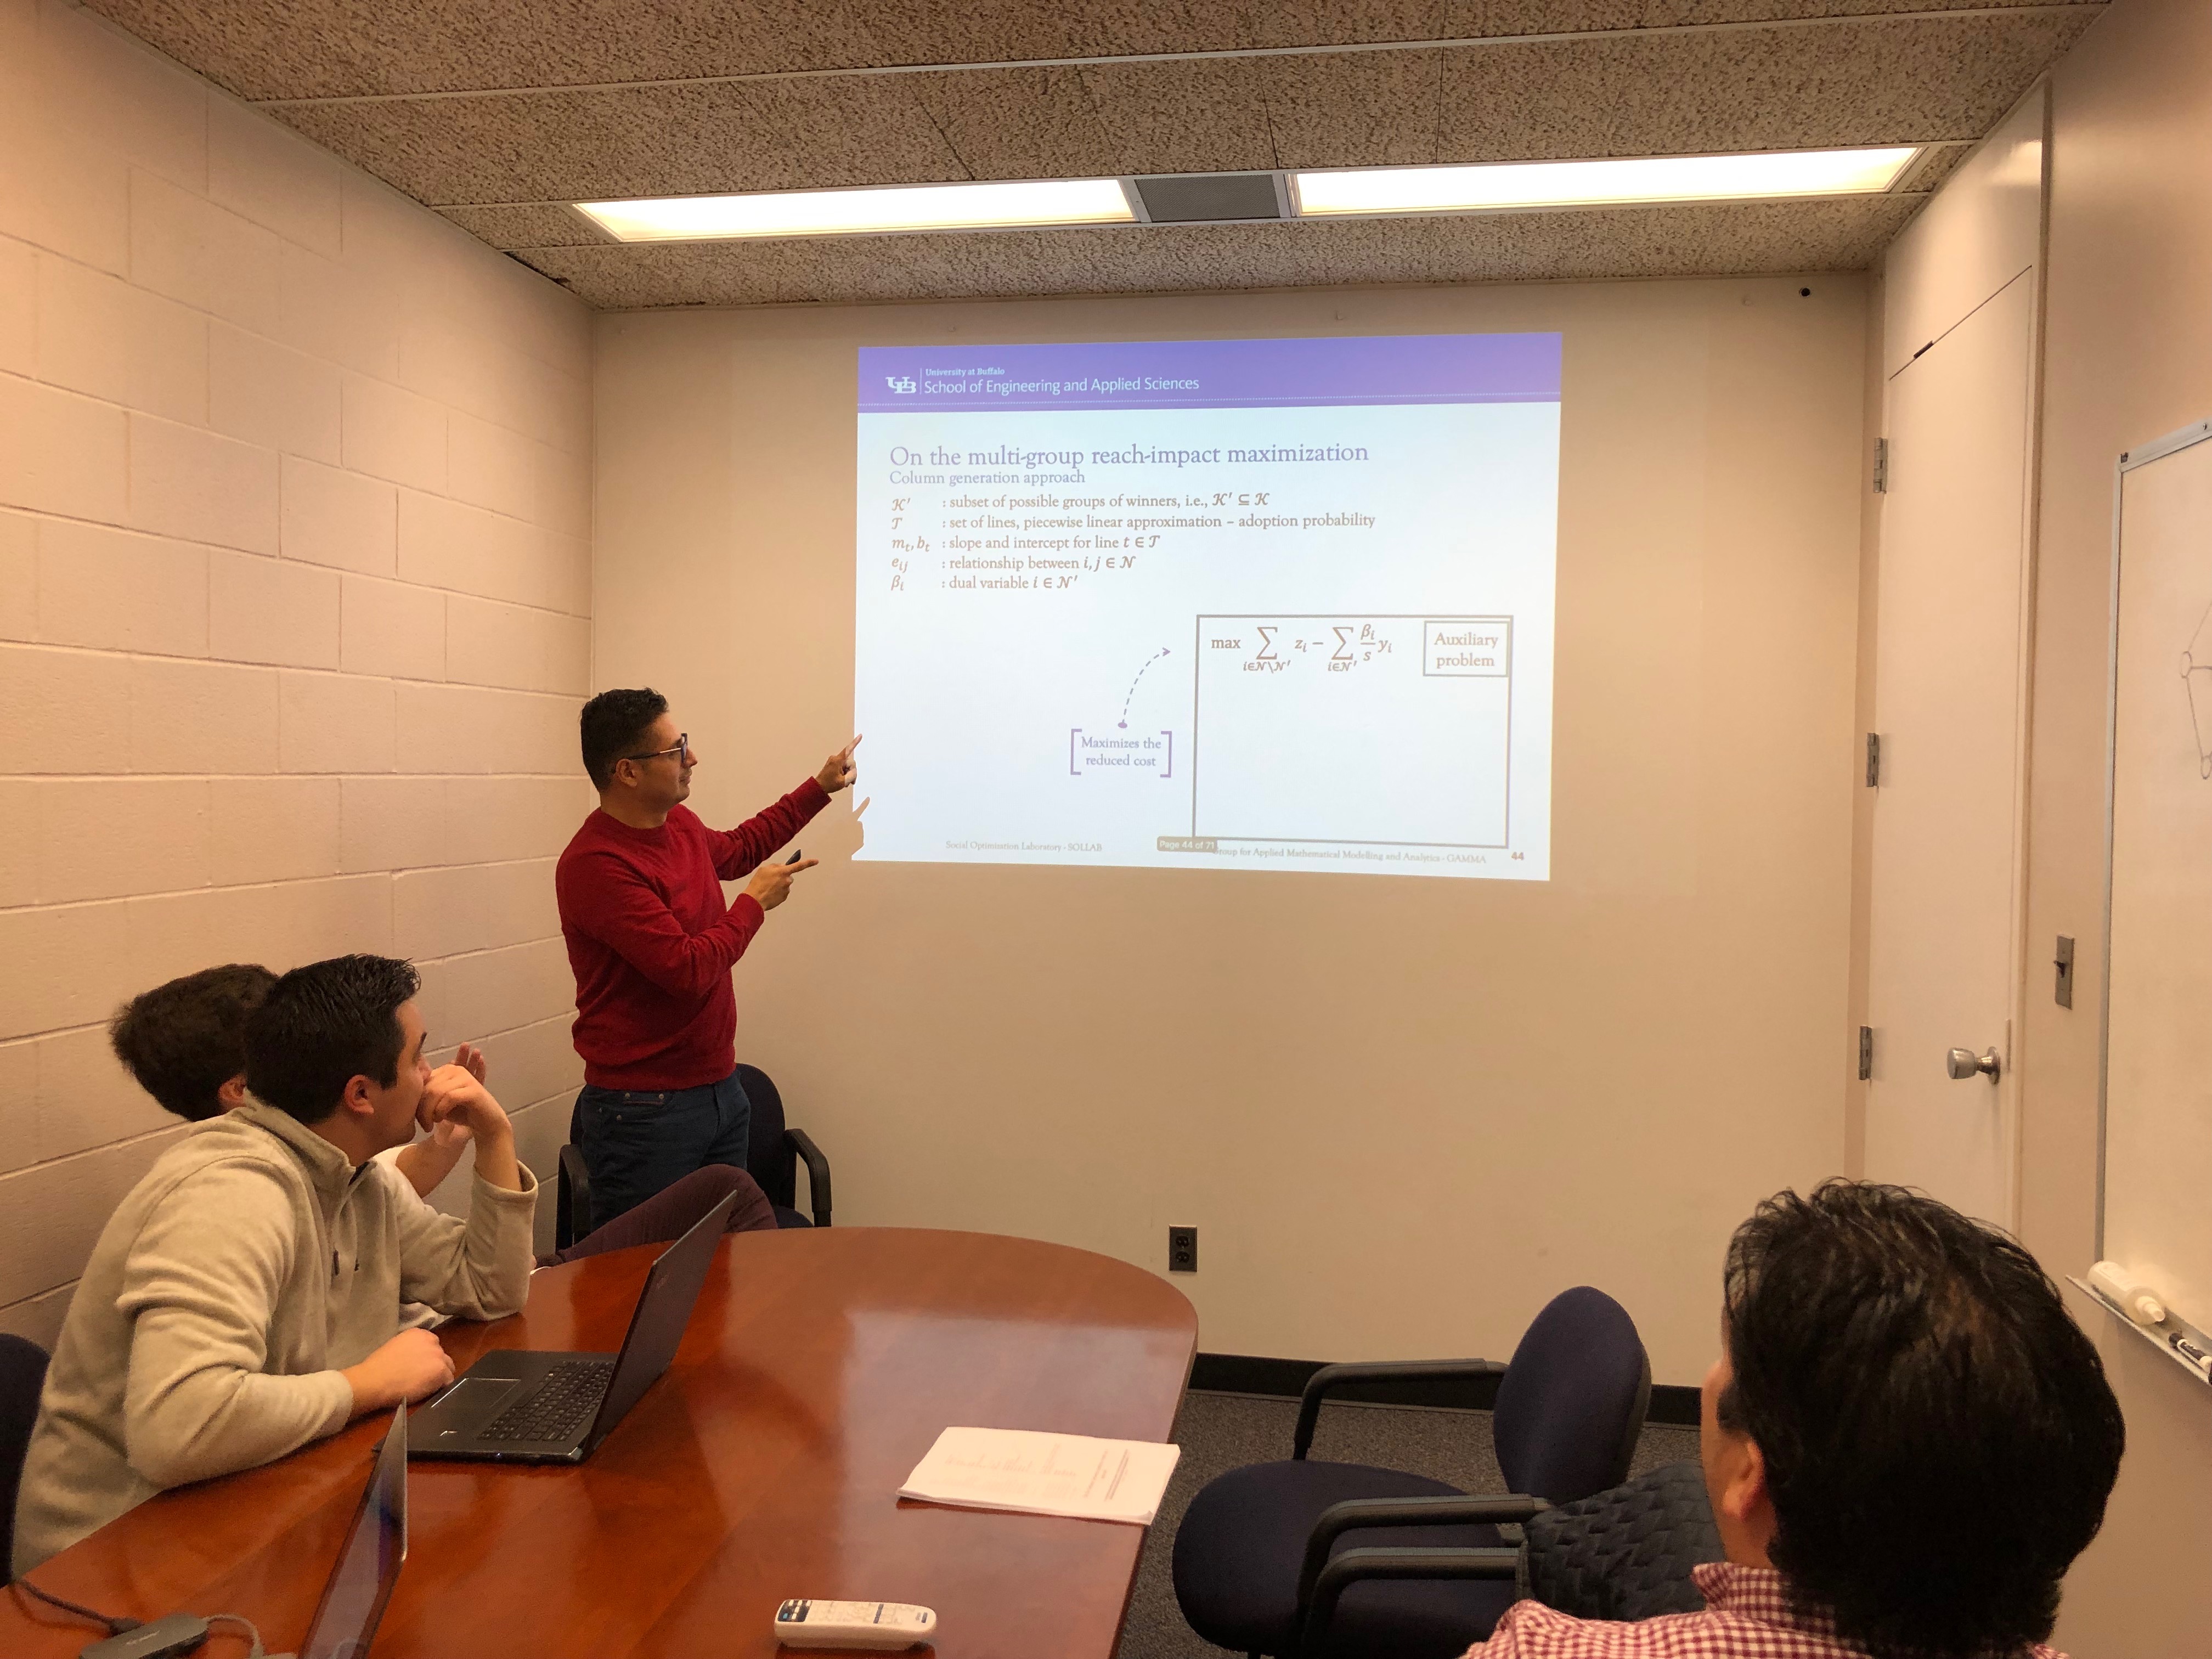 University at Buffalo
UB School of Engineering and Applied Sciences
On the multi-group reach-impact maximization
Column generation approach
𝒦′ : subset of possible groups of winners, i.e., 𝒦′ ⊆ 𝒦
𝒯 : set of lines, piecewise linear approximation – adoption probability
m_t, b_t : slope and intercept for line t ∈ 𝒯
e_ij : relationship between i, j ∈ 𝒩
β_i : dual variable i ∈ 𝒩′
max ∑_{i∈𝒩\𝒩′} z_i − ∑_{i∈𝒩′} β_i/s y_i
Auxiliary
problem
Maximizes the
reduced cost
Social Optimization Laboratory - SOLLAB
Page 44 of 71
Group for Applied Mathematical Modelling and Analytics - GAMMA
44